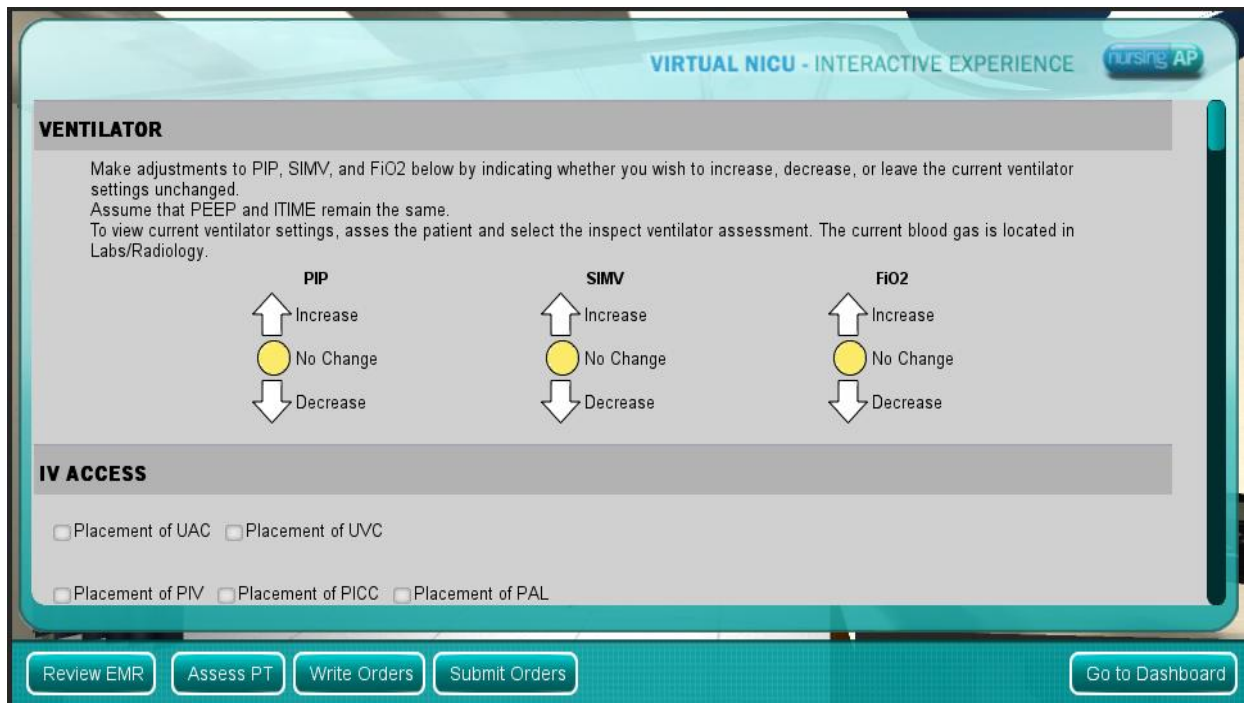 VIRTUAL NICU - INTERACTIVE EXPERIENCE nursing AP
VENTILATOR
Make adjustments to PIP, SIMV, and FiO2 below by indicating whether you wish to increase, decrease, or leave the current ventilator
settings unchanged.
Assume that PEEP and ITIME remain the same.
To view current ventilator settings, asses the patient and select the inspect ventilator assessment. The current blood gas is located in
Labs/Radiology.
PIP SIMV FiO2
Increase Increase Increase
No Change No Change No Change
Decrease Decrease Decrease
IV ACCESS
Placement of UAC Placement of UVC
Placement of PIV Placement of PICC Placement of PAL
Review EMR Assess PT Write Orders Submit Orders Go to Dashboard